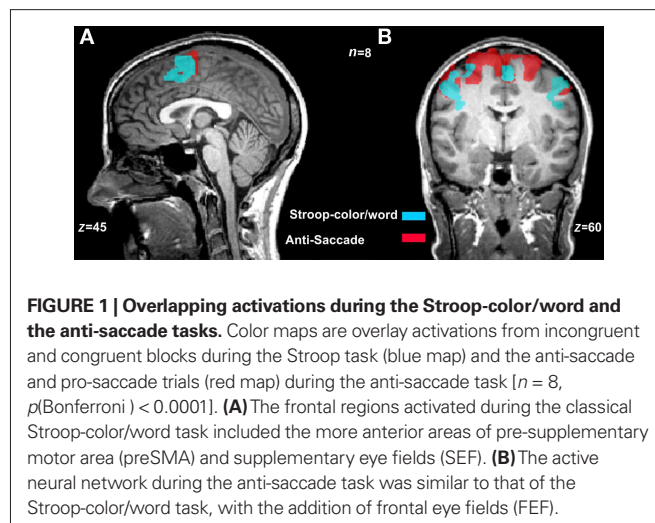 A
n=8
B
Stroop-color/word
z=45
Anti-Saccade
z=60
FIGURE 1 | Overlapping activations during the Stroop-color/word and
the anti-saccade tasks. Color maps are overlay activations from incongruent
and congruent blocks during the Stroop task (blue map) and the anti-saccade
and pro-saccade trials (red map) during the anti-saccade task [n = 8,
p(Bonferroni ) < 0.0001]. (A) The frontal regions activated during the classical
Stroop-color/word task included the more anterior areas of pre-supplementary
motor area (preSMA) and supplementary eye fields (SEF). (B) The active
neural network during the anti-saccade task was similar to that of the
Stroop-color/word task, with the addition of frontal eye fields (FEF).